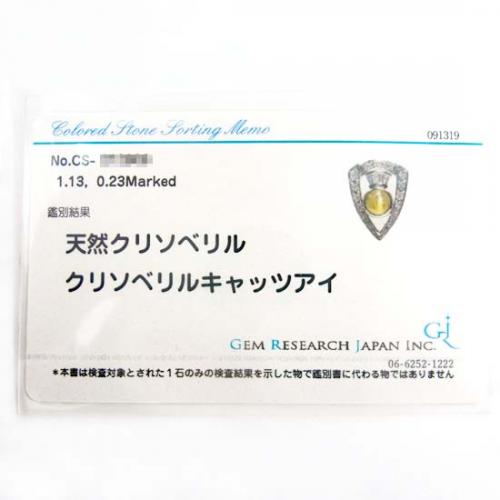 Colored Stone Sorting Memo
091319
No.CS-
1.13, 0.23Marked
鑑別結果
天然クリソベリル
クリソベリルキャッツアイ
GJ
GEM RESEARCH JAPAN INC.
06-6252-1222
*本書は検査対象とされた1石のみの検査結果を示した物で鑑別書に代わる物ではありません